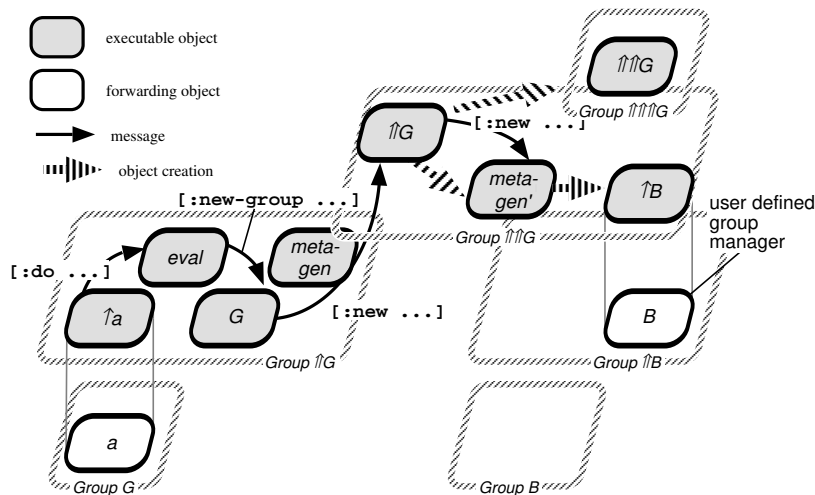 executable object
forwarding object
message
object creation
⇑⇑G
Group ⇑⇑⇑G
⇑G
[:new ...]
meta-
gen'
↑B
Group ⇑⇑G
user defined
group
manager
[:new-group ...]
eval
meta-
gen
[:do ...]
↑a
G
[:new ...]
Group ⇑G
B
Group ⇑B
a
Group G
Group B